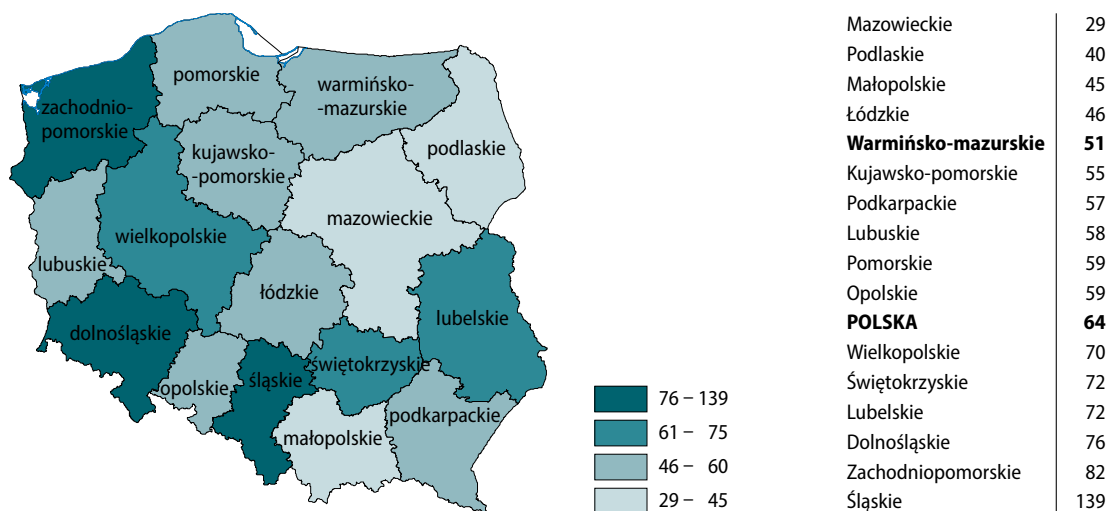 pomorskie
warmińsko-
-mazurskie
zachodnio-
pomorskie
kujawsko-
-pomorskie
podlaskie
mazowieckie
wielkopolskie
lubuskie
łódzkie
lubelskie
dolnośląskie
świętokrzyskie
opolskie
śląskie
podkarpackie
małopolskie
76 – 139
61 – 75
46 – 60
29 – 45
Mazowieckie 29
Podlaskie 40
Małopolskie 45
Łódzkie 46
Warmińsko-mazurskie 51
Kujawsko-pomorskie 55
Podkarpackie 57
Lubuskie 58
Pomorskie 59
Opolskie 59
POLSKA 64
Wielkopolskie 70
Świętokrzyskie 72
Lubelskie 72
Dolnośląskie 76
Zachodniopomorskie 82
Śląskie 139